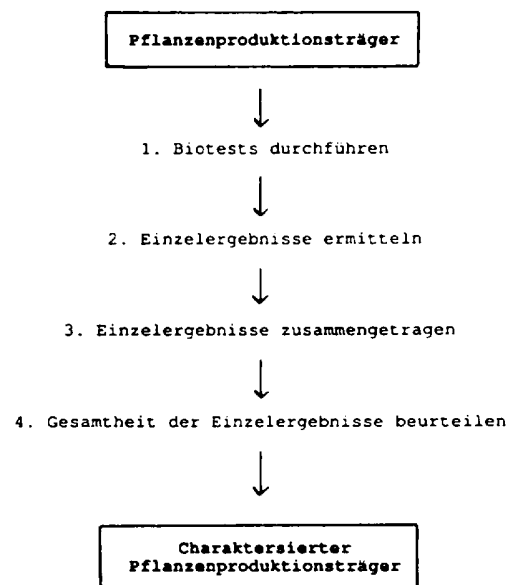 Pflanzenproduktionsträger
1. Biotests durchführen
2. Einzelergebnisse ermitteln
3. Einzelergebnisse zusammengetragen
4. Gesamtheit der Einzelergebnisse beurteilen
Charaktersierter
Pflanzenproduktionsträger